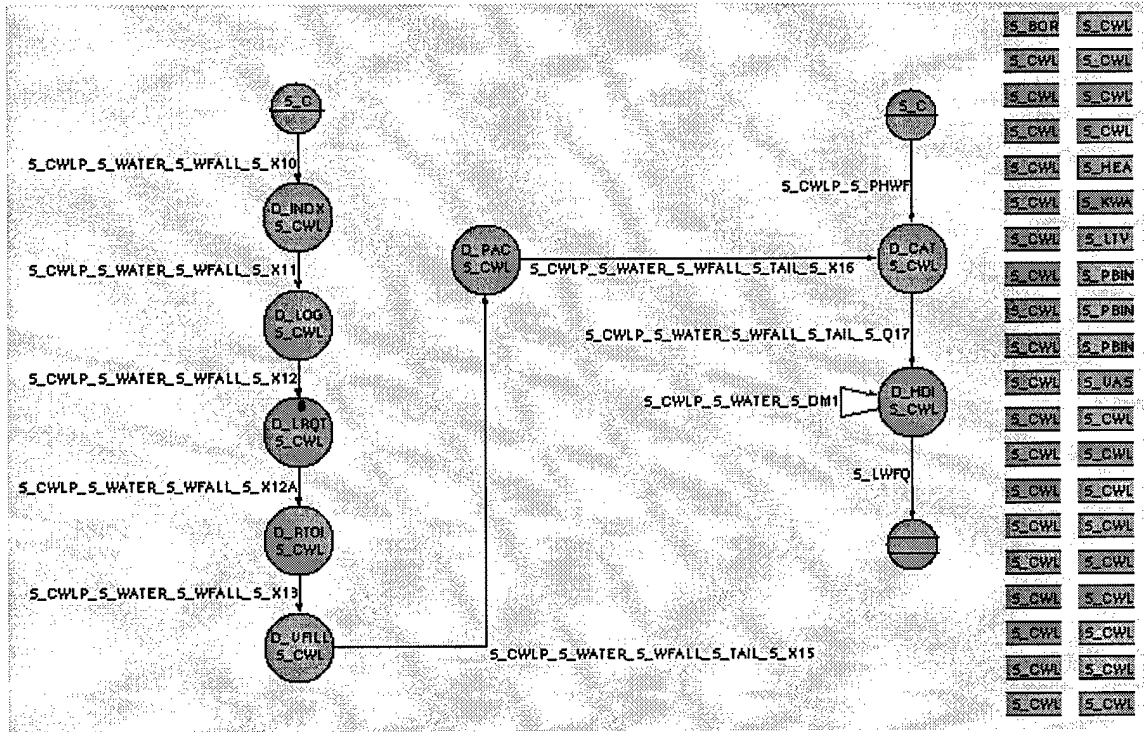 S_BOR S_CWL
S_CWL S_CWL
S_CWL S_CWL
S_CWL S_CWL
S_CWL S_HEA
S_CWL S_KWA
S_CWL S_LTV
S_CWL S_PBIN
S_CWL S_PBIN
S_CWL S_PBIN
S_CWL S_UAS
S_CWL S_CWL
S_CWL S_CWL
S_CWL S_CWL
S_CWL S_CWL
S_CWL S_CWL
S_CWL S_CWL
S_CWL S_CWL
S_CWL S_CWL
S_CWL S_CWL
S_C
S_CWLP_S_WATER_S_WFALL_S_X10
D_INDX
S_CWL
S_CWLP_S_WATER_S_WFALL_S_X11
D_LOG
S_CWL
S_CWLP_S_WATER_S_WFALL_S_X12
D_LRQT
S_CWL
S_CWLP_S_WATER_S_WFALL_S_X12A
D_RTOI
S_CWL
S_CWLP_S_WATER_S_WFALL_S_X13
D_VFILL
S_CWL
S_CWLP_S_WATER_S_WFALL_S_TAIL_S_X15
D_PAC
S_CWL
S_CWLP_S_WATER_S_WFALL_S_TAIL_S_X16
S_C
S_CWLP_S_PHWF
D_CAT
S_CWL
S_CWLP_S_WATER_S_WFALL_S_TAIL_S_Q17
S_CWLP_S_WATER_S_DM1
D_HDI
S_CWL
S_LWFQ